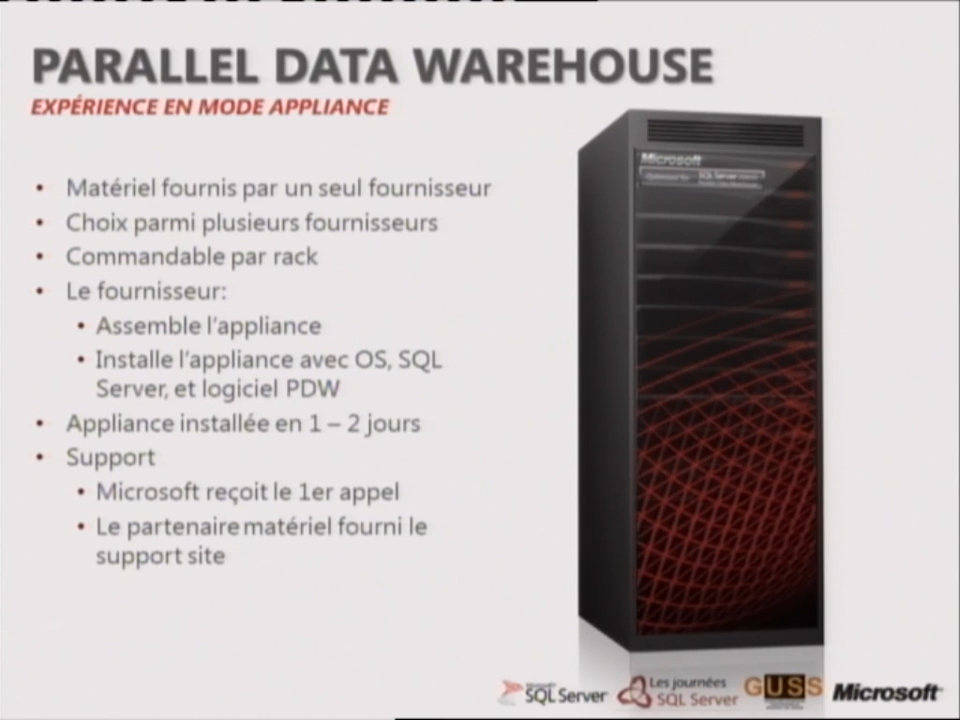 PARALLEL DATA WAREHOUSE
EXPÉRIENCE EN MODE APPLIANCE
• Matériel fournis par un seul fournisseur
• Choix parmi plusieurs fournisseurs
• Commandable par rack
• Le fournisseur:
• Assemble l'appliance
• Installe l'appliance avec OS, SQL
Server, et logiciel PDW
• Appliance installée en 1 – 2 jours
• Support
• Microsoft reçoit le 1er appel
• Le partenaire matériel fourni le
support site
Microsoft
SQL Server
SQL Server
Les journées
SQL Server
GUSS
Microsoft